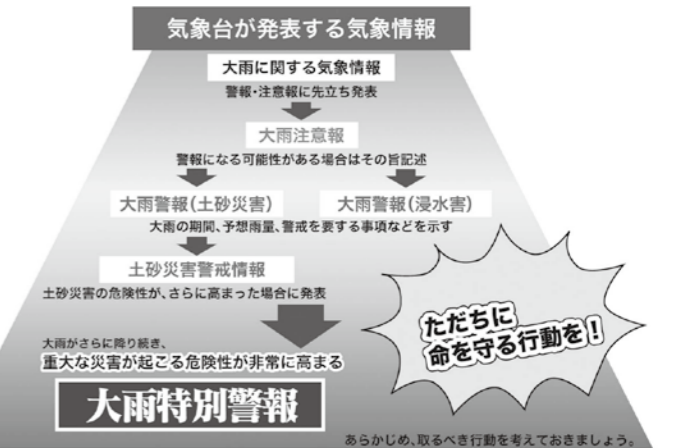 気象台が発表する気象情報
大雨に関する気象情報
警報・注意報に先立ち発表
大雨注意報
警報になる可能性がある場合はその旨記述
大雨警報(土砂災害)
大雨警報(浸水害)
大雨の期間、予想雨量、警戒を要する事項などを示す
土砂災害警戒情報
土砂災害の危険性が、さらに高まった場合に発表
大雨がさらに降り続き、
重大な災害が起こる危険性が非常に高まる
大雨特別警報
ただちに
命を守る行動を!
あらかじめ、取るべき行動を考えておきましょう。